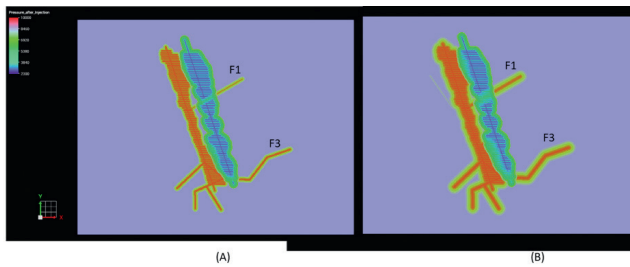 Pressure_after_injection
F1
F3
Y
X
F1
F3
(A)
(B)